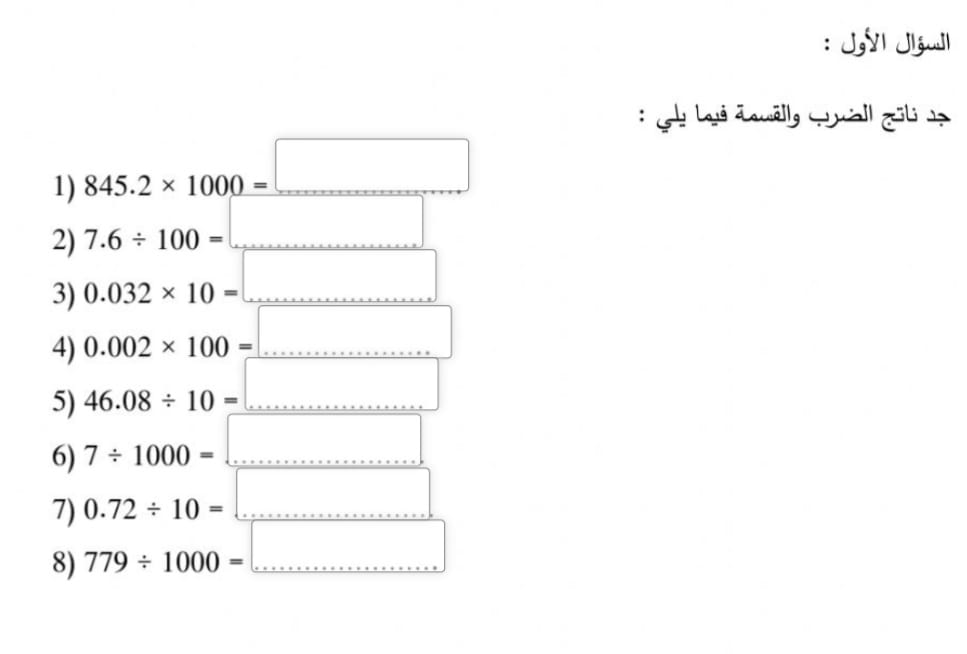 السؤال الأول :
جد ناتج الضرب والقسمة فيما يلي :
1) 845.2 × 1000 =
2) 7.6 ÷ 100 =
3) 0.032 × 10 =
4) 0.002 × 100 =
5) 46.08 ÷ 10 =
6) 7 ÷ 1000 =
7) 0.72 ÷ 10 =
8) 779 ÷ 1000 =